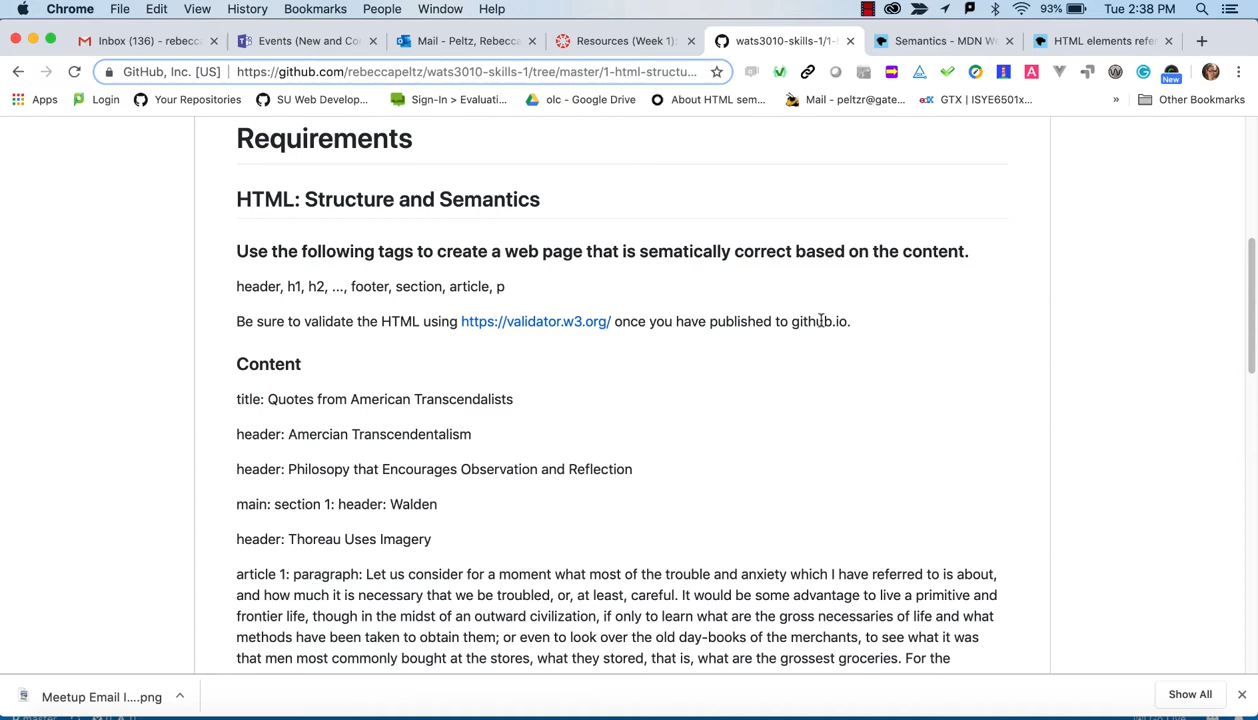 Chrome File Edit View History Bookmarks People Window Help 93% Tue 2:38 PM
Inbox (136) - rebecc Events (New and Cor Mail - Peltz, Rebecca Resources (Week 1): wats3010-skills-1/1- Semantics - MDN W HTML elements refer
GitHub, Inc. [US] https://github.com/rebeccapeltz/wats3010-skills-1/tree/master/1-html-structu... New
Apps Login Your Repositories SU Web Develop... Sign-In > Evaluati... olc - Google Drive About HTML sem... Mail - peltzr@gate... GTX | ISYE6501x... » Other Bookmarks
Requirements
HTML: Structure and Semantics
Use the following tags to create a web page that is sematically correct based on the content.
header, h1, h2, ..., footer, section, article, p
Be sure to validate the HTML using https://validator.w3.org/ once you have published to github.io.
Content
title: Quotes from American Transcendalists
header: Amercian Transcendentalism
header: Philosopy that Encourages Observation and Reflection
main: section 1: header: Walden
header: Thoreau Uses Imagery
article 1: paragraph: Let us consider for a moment what most of the trouble and anxiety which I have referred to is about,
and how much it is necessary that we be troubled, or, at least, careful. It would be some advantage to live a primitive and
frontier life, though in the midst of an outward civilization, if only to learn what are the gross necessaries of life and what
methods have been taken to obtain them; or even to look over the old day-books of the merchants, to see what it was
that men most commonly bought at the stores, what they stored, that is, what are the grossest groceries. For the
Meetup Email I....png Show All